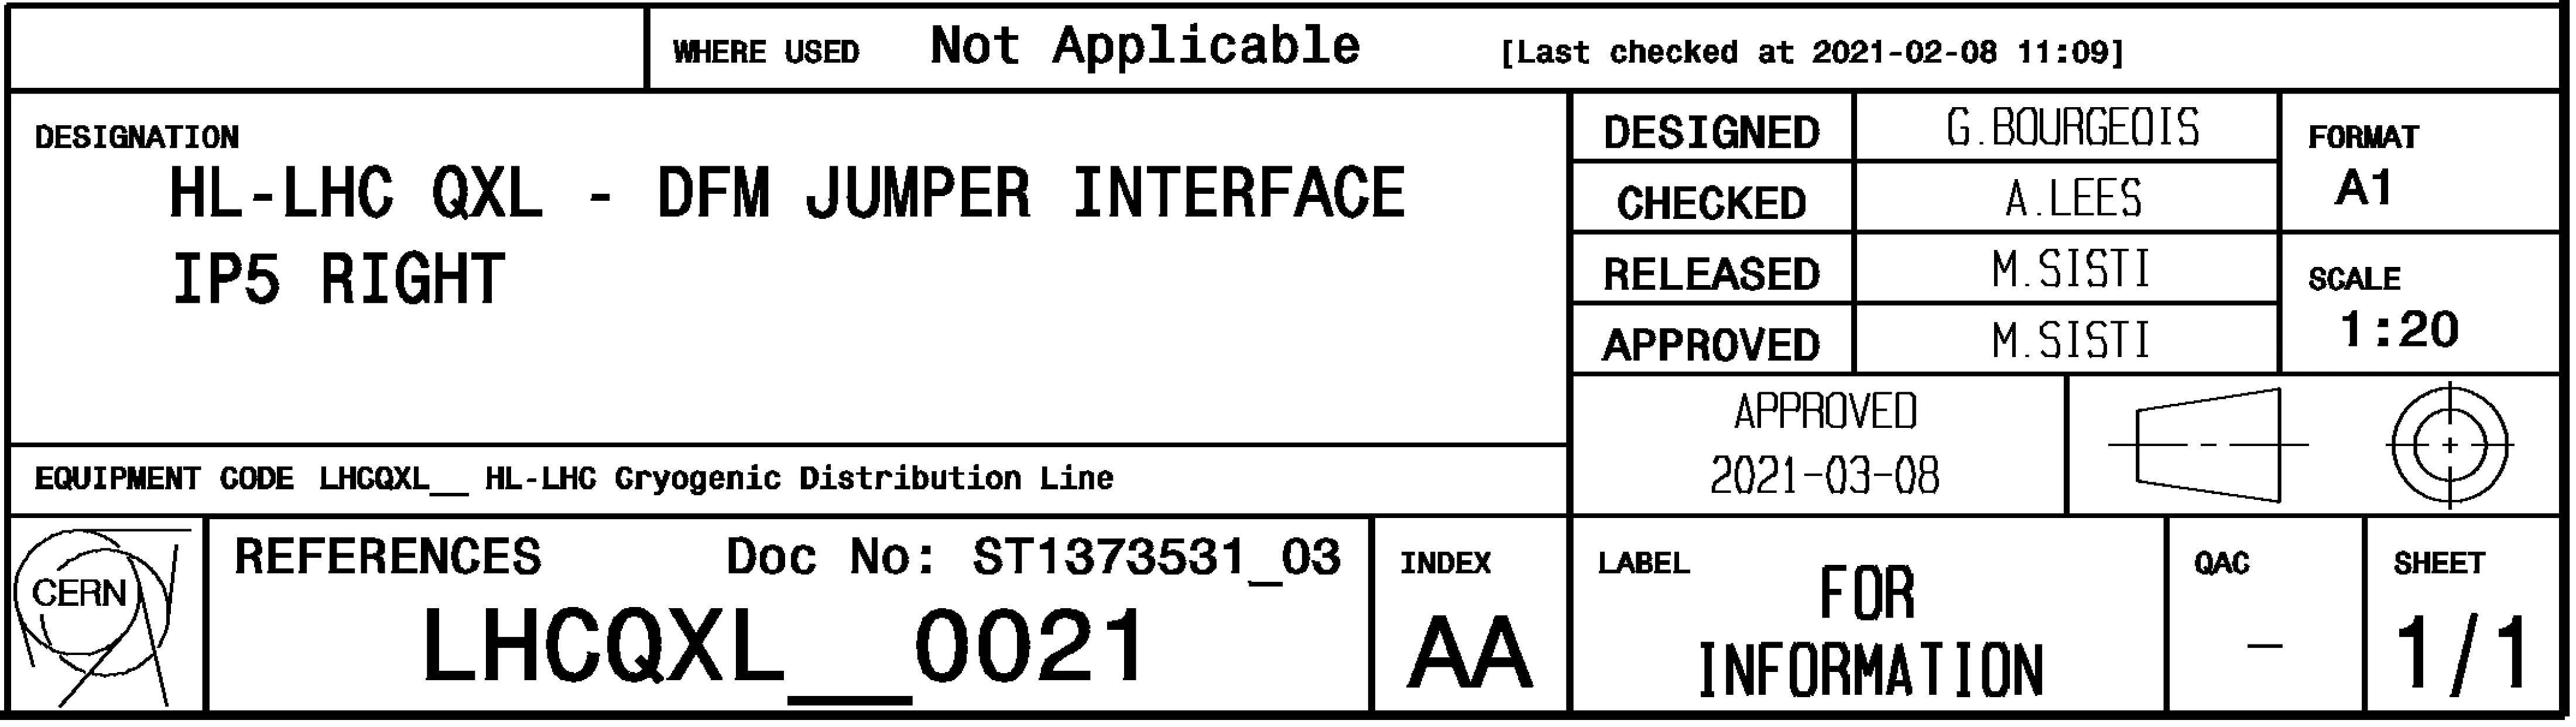 WHERE USED Not Applicable [Last checked at 2021-02-08 11:09]
DESIGNATION
HL-LHC QXL - DFM JUMPER INTERFACE
IP5 RIGHT
DESIGNED G.BOURGEOIS
CHECKED A.LEES
RELEASED M.SISTI
APPROVED M.SISTI
FORMAT
A1
SCALE
1:20
APPROVED
2021-03-08
EQUIPMENT CODE LHCQXL__ HL-LHC Cryogenic Distribution Line
CERN
REFERENCES Doc No: ST1373531_03
LHCQXL__0021
INDEX
AA
LABEL
FOR
INFORMATION
QAC
-
SHEET
1/1